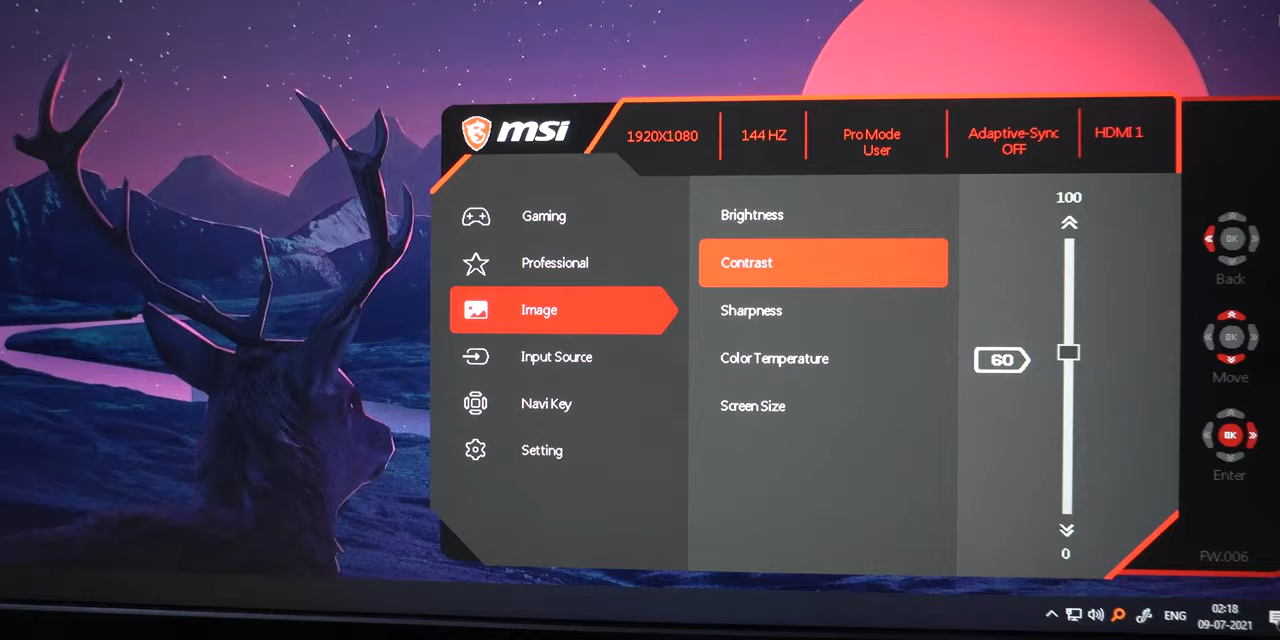 msi
1920X1080
144 HZ
Pro Mode
User
Adaptive-Sync
OFF
HDMI 1
Gaming
Professional
Image
Input Source
Navi Key
Setting
Brightness
Contrast
Sharpness
Color Temperature
Screen Size
100
60
0
OK
Back
OK
Move
OK
Enter
FW.006
ENG
02:18
09-07-2021